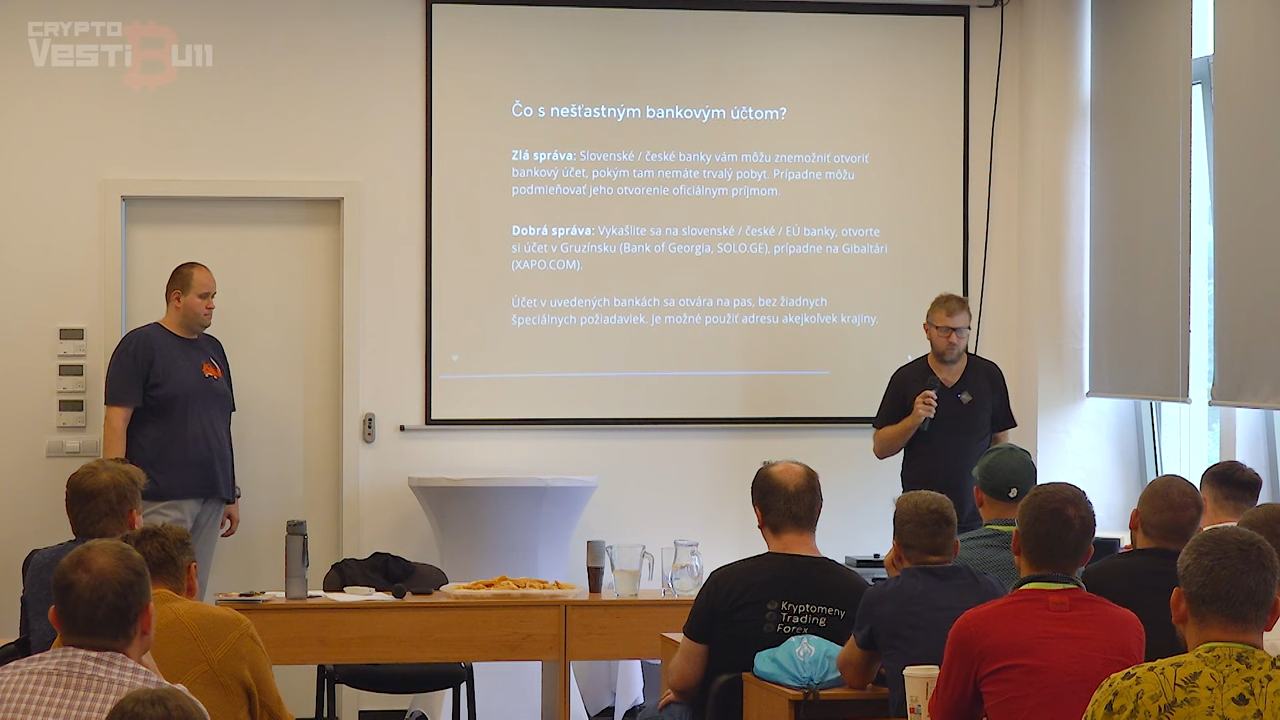 CRYPTO
VestiBull
Čo s nešťastným bankovým účtom?
Zlá správa: Slovenské / české banky vám môžu znemožniť otvoriť
bankový účet, pokým tam nemáte trvalý pobyt. Prípadne môžu
podmieňovať jeho otvorenie oficiálnym príjmom.
Dobrá správa: Vykašlite sa na slovenské / české / EÚ banky, otvorte
si účet v Gruzínsku (Bank of Georgia, SOLO.GE), prípadne na Gibaltári
(XAPO.COM).
Účet v uvedených bankách sa otvára na pas, bez žiadnych
špeciálnych požiadaviek. Je možné použiť adresu akejkoľvek krajiny.
Kryptomeny
Trading
Forex